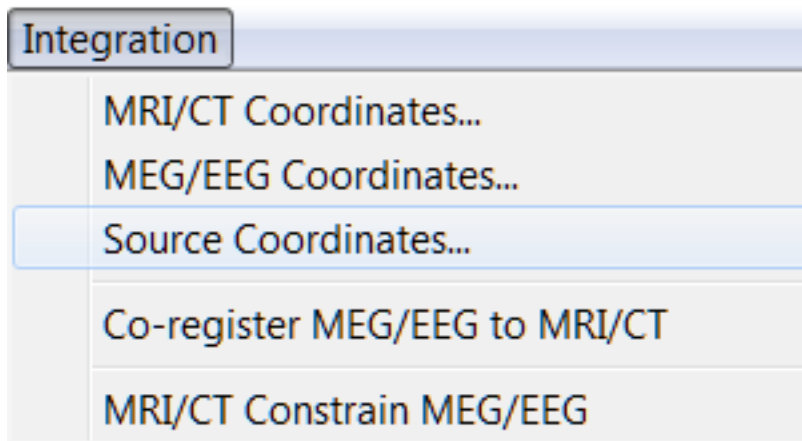 Integration
MRI/CT Coordinates...
MEG/EEG Coordinates...
Source Coordinates...
Co-register MEG/EEG to MRI/CT
MRI/CT Constrain MEG/EEG